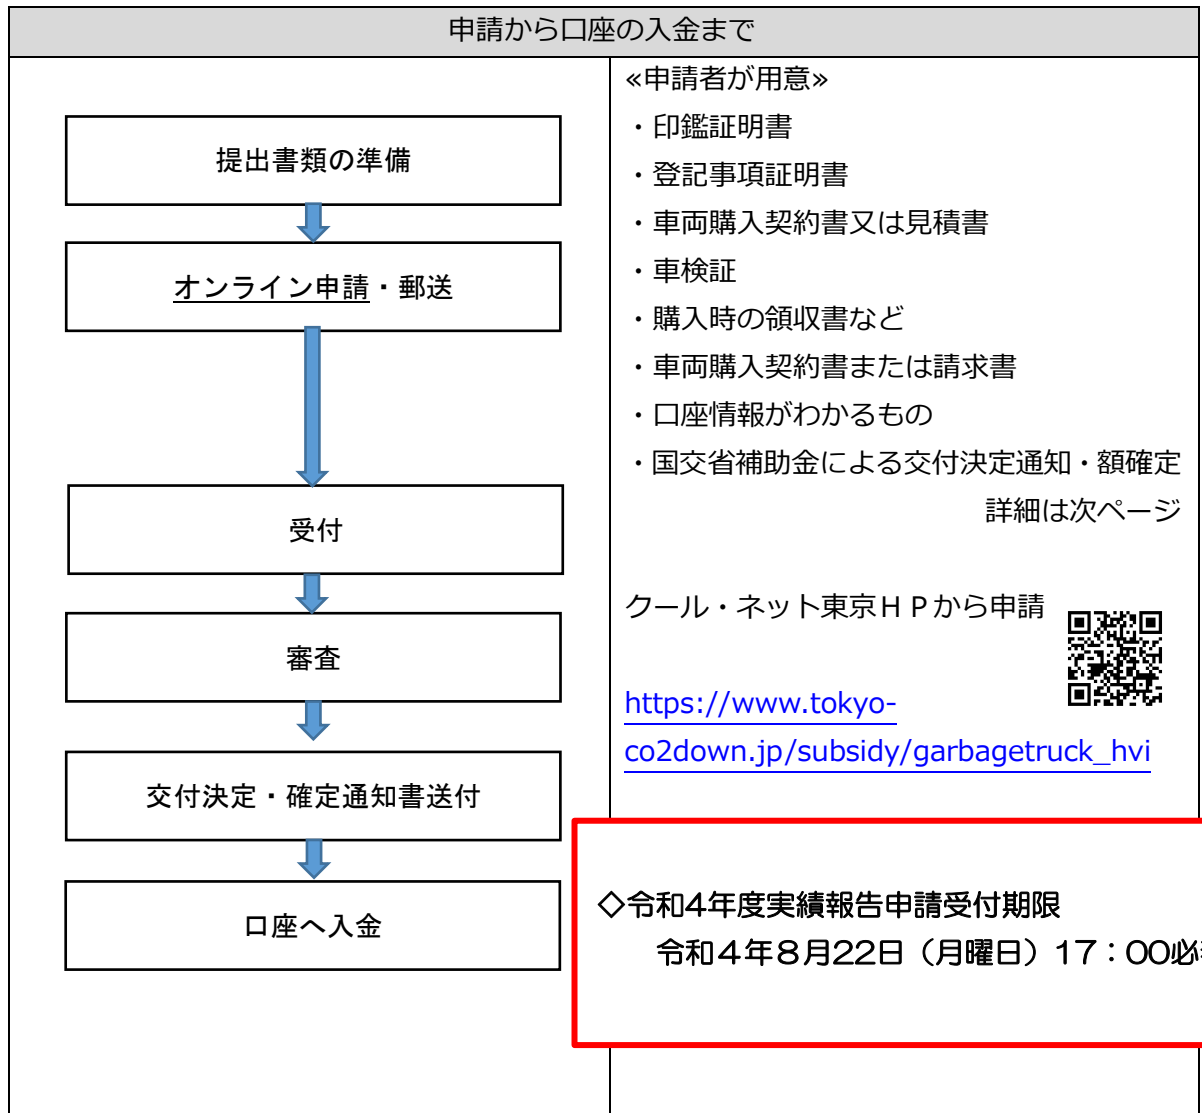 申請から口座の入金まで
提出書類の準備
オンライン申請・郵送
受付
審査
交付決定・確定通知書送付
口座へ入金
≪申請者が用意≫
・印鑑証明書
・登記事項証明書
・車両購入契約書又は見積書
・車検証
・購入時の領収書など
・車両購入契約書または請求書
・口座情報がわかるもの
・国交省補助金による交付決定通知・額確定
詳細は次ページ
クール・ネット東京ＨＰから申請
https://www.tokyo-
co2down.jp/subsidy/garbagetruck_hvi
◇令和4年度実績報告申請受付期限
令和４年８月22日（月曜日）17：00必